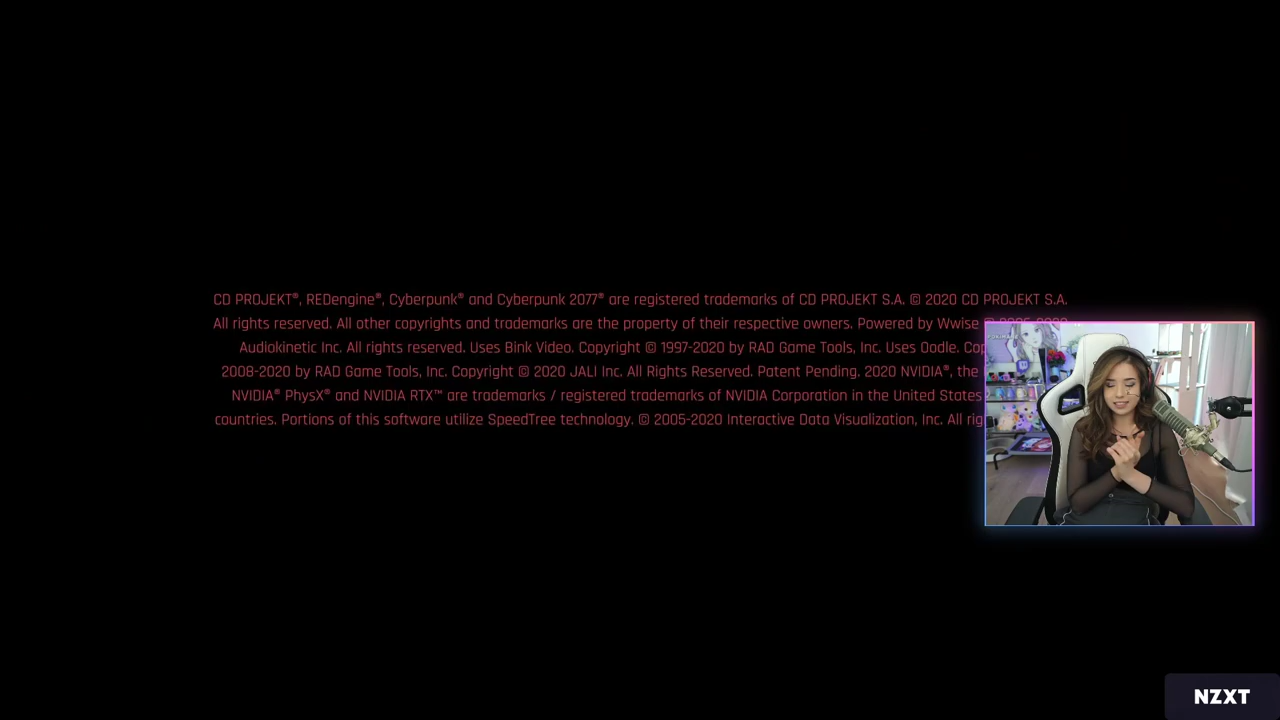 CD PROJEKT®, REDengine®, Cyberpunk® and Cyberpunk 2077® are registered trademarks of CD PROJEKT S.A. © 2020 CD PROJEKT S.A.
All rights reserved. All other copyrights and trademarks are the property of their respective owners. Powered by Wwise © 2006-2020
Audiokinetic Inc. All rights reserved. Uses Bink Video. Copyright © 1997-2020 by RAD Game Tools, Inc. Uses Oodle.
2008-2020 by RAD Game Tools, Inc. Copyright © 2020 JALI Inc. All Rights Reserved. Patent Pending. 2020 NVIDIA®, the
NVIDIA® PhysX® and NVIDIA RTX™ are trademarks / registered trademarks of NVIDIA Corporation in the United States
countries. Portions of this software utilize SpeedTree technology. © 2005-2020 Interactive Data Visualization, Inc. All
NZXT